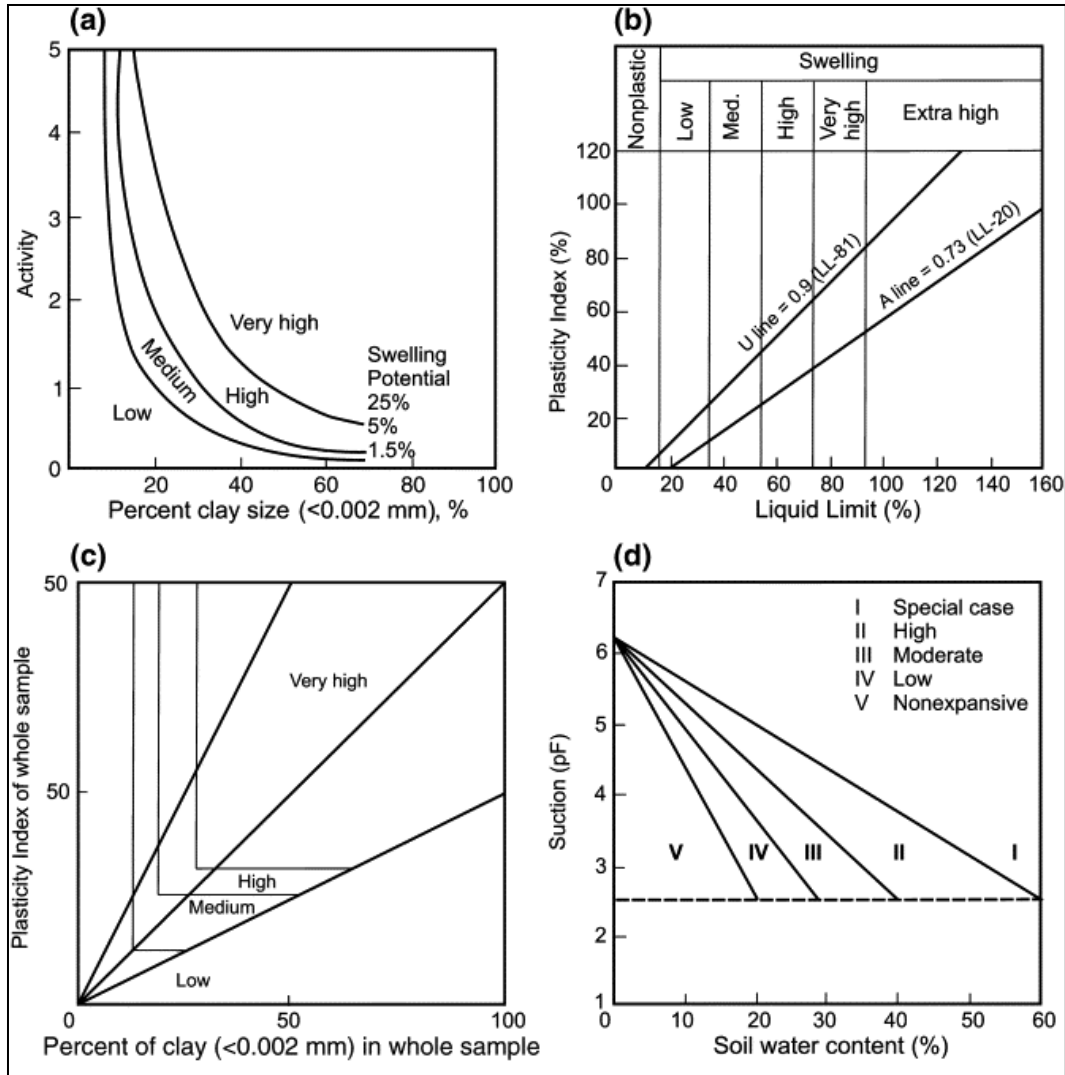 (a)
5
4
3
2
1
0
Activity
Very high
Medium
High
Low
Swelling
Potential
25%
5%
1.5%
20 40 60 80 100
Percent clay size (<0.002 mm), %
(b)
Nonplastic
Swelling
Low
Med.
High
Very
high
Extra high
120
100
80
60
40
20
Plasticity Index (%)
U line = 0.9 (LL-81)
A line = 0.73 (LL-20)
0 20 40 60 80 100 120 140 160
Liquid Limit (%)
(c)
50
50
Plasticity Index of whole sample
Very high
High
Medium
Low
0 50 100
Percent of clay (<0.002 mm) in whole sample
(d)
7
6
5
4
3
2
1
Suction (pF)
I Special case
II High
III Moderate
IV Low
V Nonexpansive
V IV III II I
0 10 20 30 40 50 60
Soil water content (%)